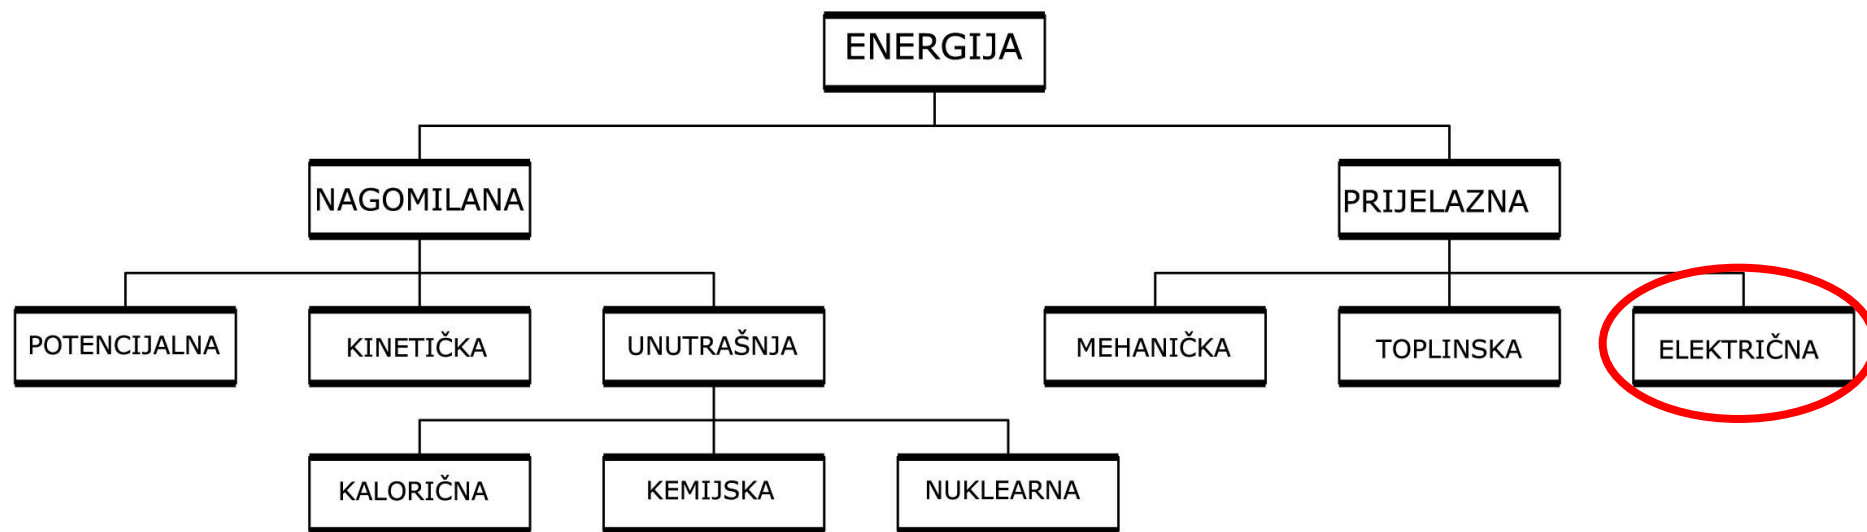 ENERGIJA
NAGOMILANA
PRIJELAZNA
POTENCIJALNA
KINETIČKA
UNUTRAŠNJA
MEHANIČKA
TOPLINSKA
ELEKTRIČNA
KALORIČNA
KEMIJSKA
NUKLEARNA